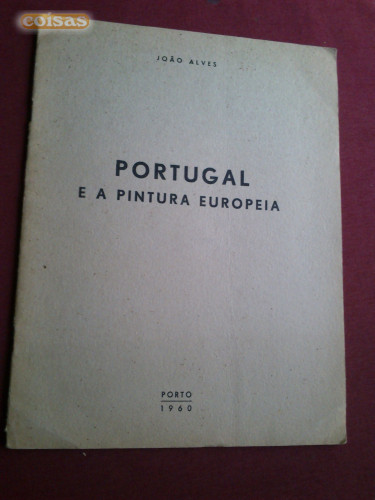 coisas
JOÃO ALVES
PORTUGAL
E A PINTURA EUROPEIA
PORTO
1960